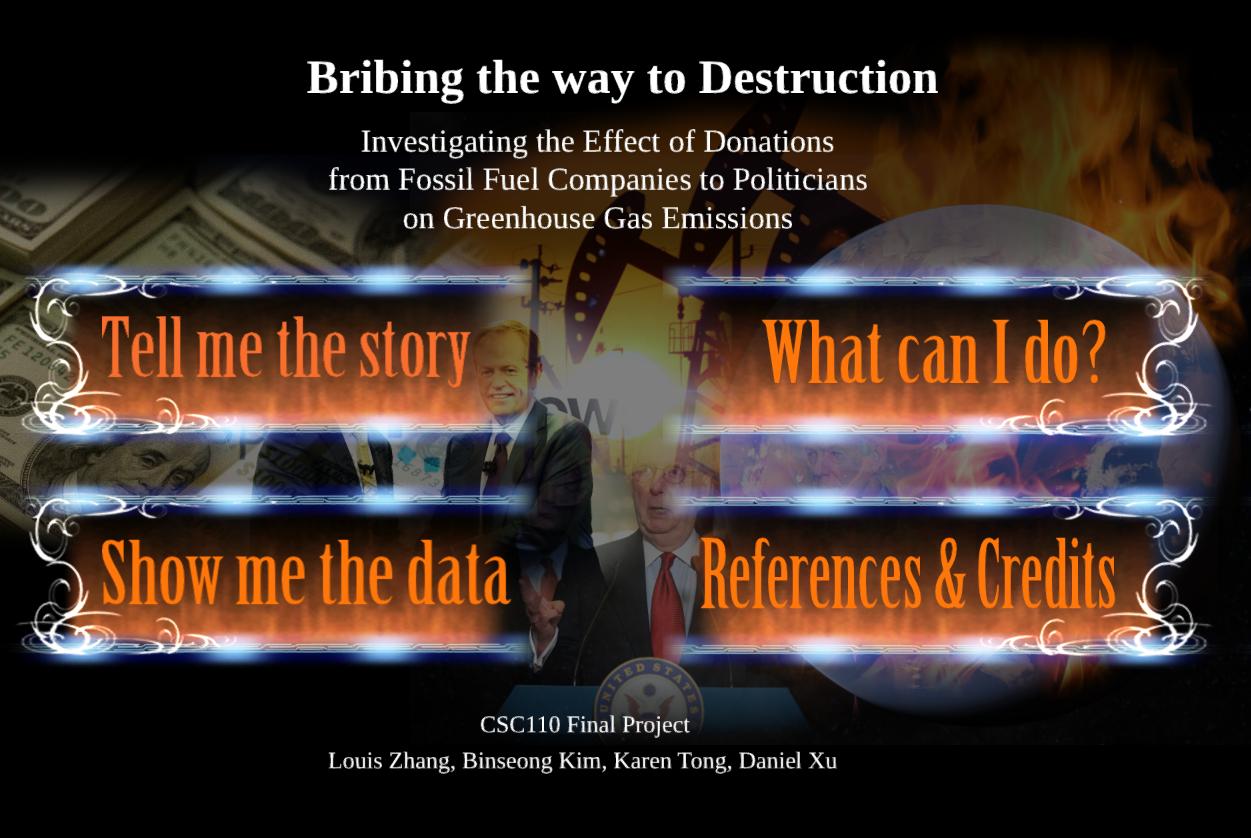 Bribing the way to Destruction
Investigating the Effect of Donations
from Fossil Fuel Companies to Politicians
on Greenhouse Gas Emissions
Tell me the story
What can I do?
Show me the data
References & Credits
UNITED STATES
CSC110 Final Project
Louis Zhang, Binseong Kim, Karen Tong, Daniel Xu